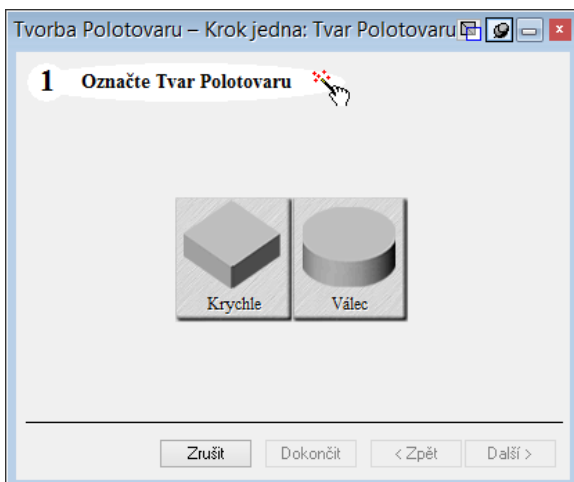 Tvorba Polotovaru – Krok jedna: Tvar Polotovaru
1 Označte Tvar Polotovaru
Krychle Válec
Zrušit Dokončit < Zpět Další >